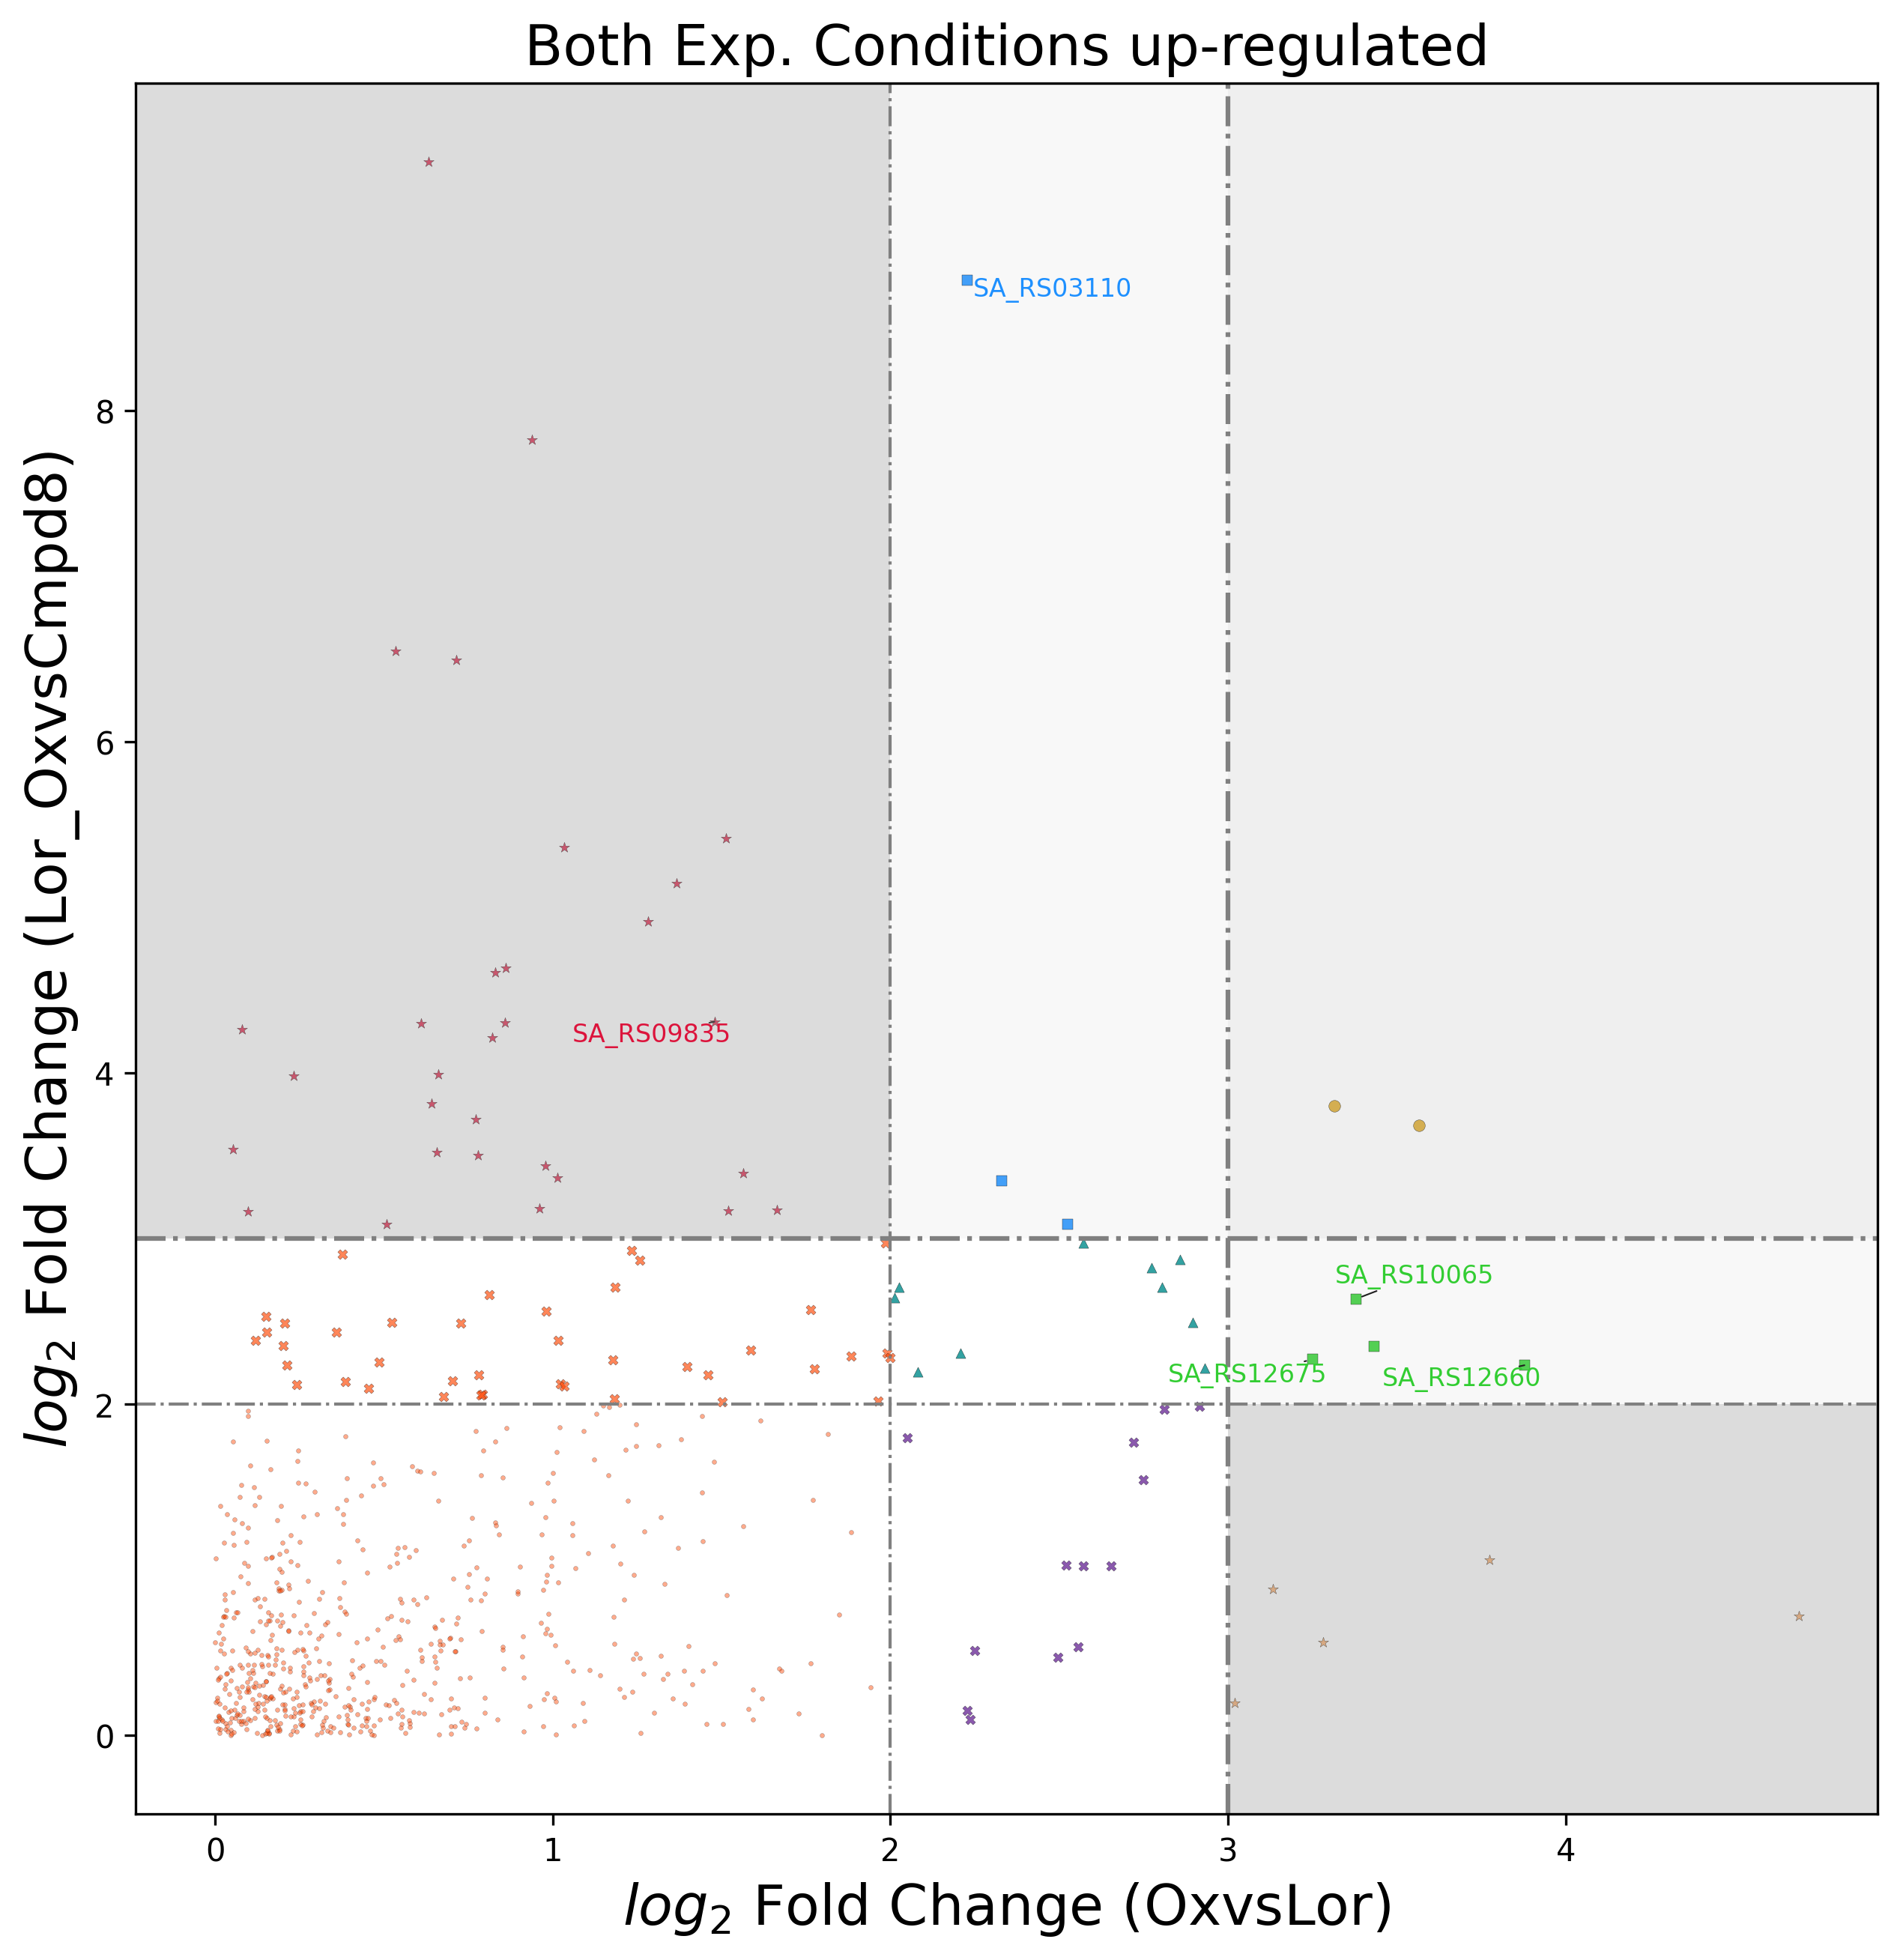 Both Exp. Conditions up-regulated
log2 Fold Change (Lor_OxvsCmpd8)
8
6
4
2
0
SA_RS03110
SA_RS09835
SA_RS10065
SA_RS12675
SA_RS12660
0
1
2
3
4
log2 Fold Change (OxvsLor)